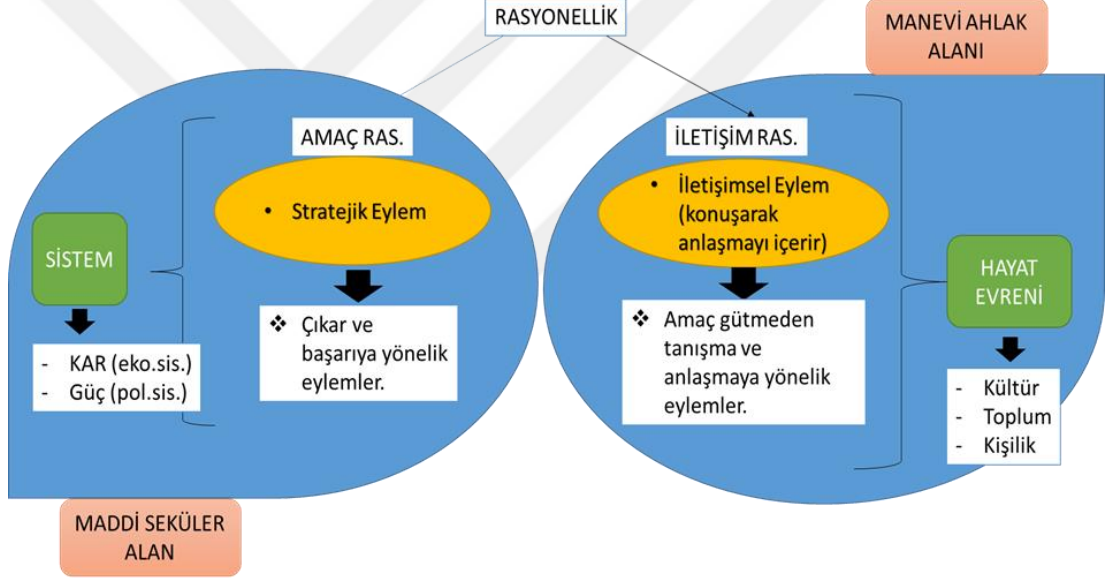 RASYONELLİK
MANEVİ AHLAK
ALANI
AMAÇ RAS.
• Stratejik Eylem
SİSTEM
- KAR (eko.sis.)
- Güç (pol.sis.)
❖ Çıkar ve
başarıya yönelik
eylemler.
MADDİ SEKÜLER
ALAN
İLETİŞİM RAS.
• İletişimsel Eylem
(konuşarak
anlaşmayı içerir)
❖ Amaç gütmeden
tanışma ve
anlaşmaya yönelik
eylemler.
HAYAT
EVRENİ
- Kültür
- Toplum
- Kişilik